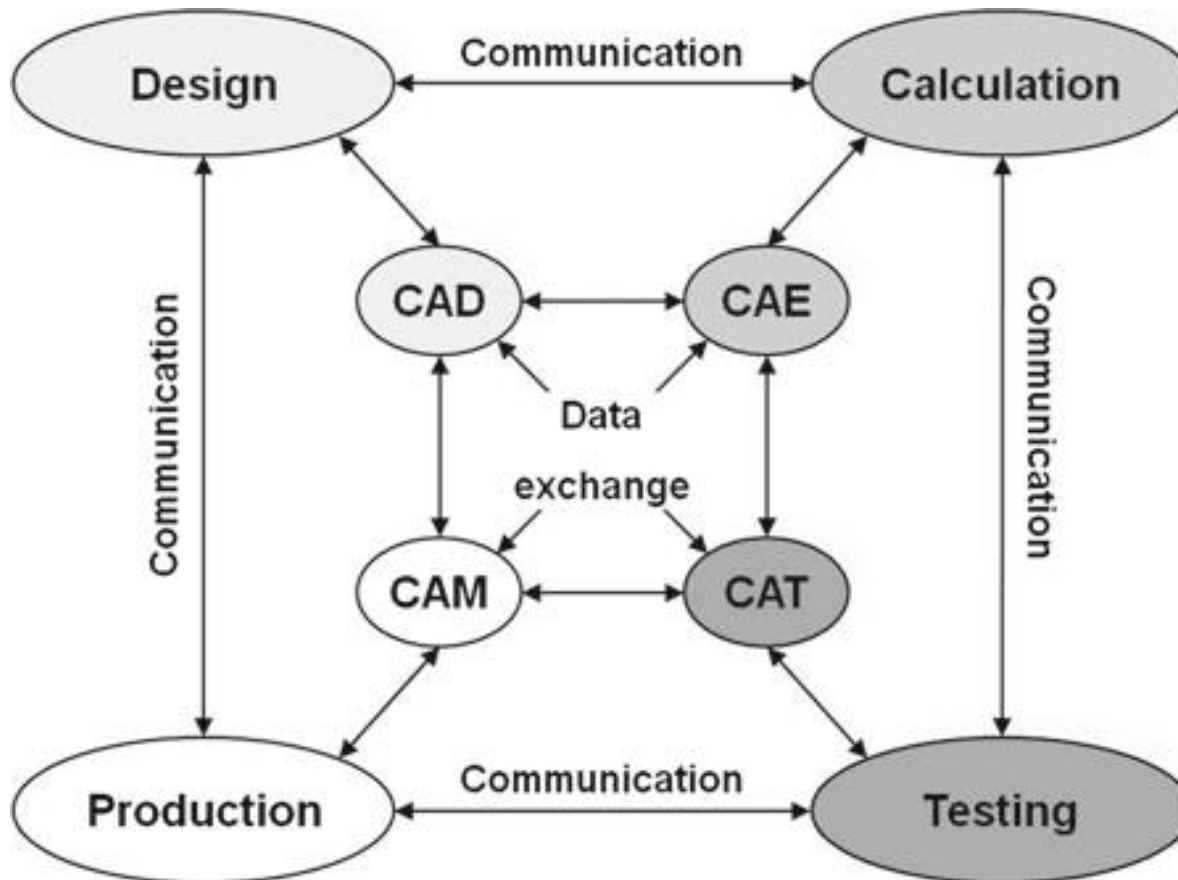 Communication
Design
Calculation
CAD
CAE
Communication
Communication
Data
exchange
CAM
CAT
Communication
Production
Testing